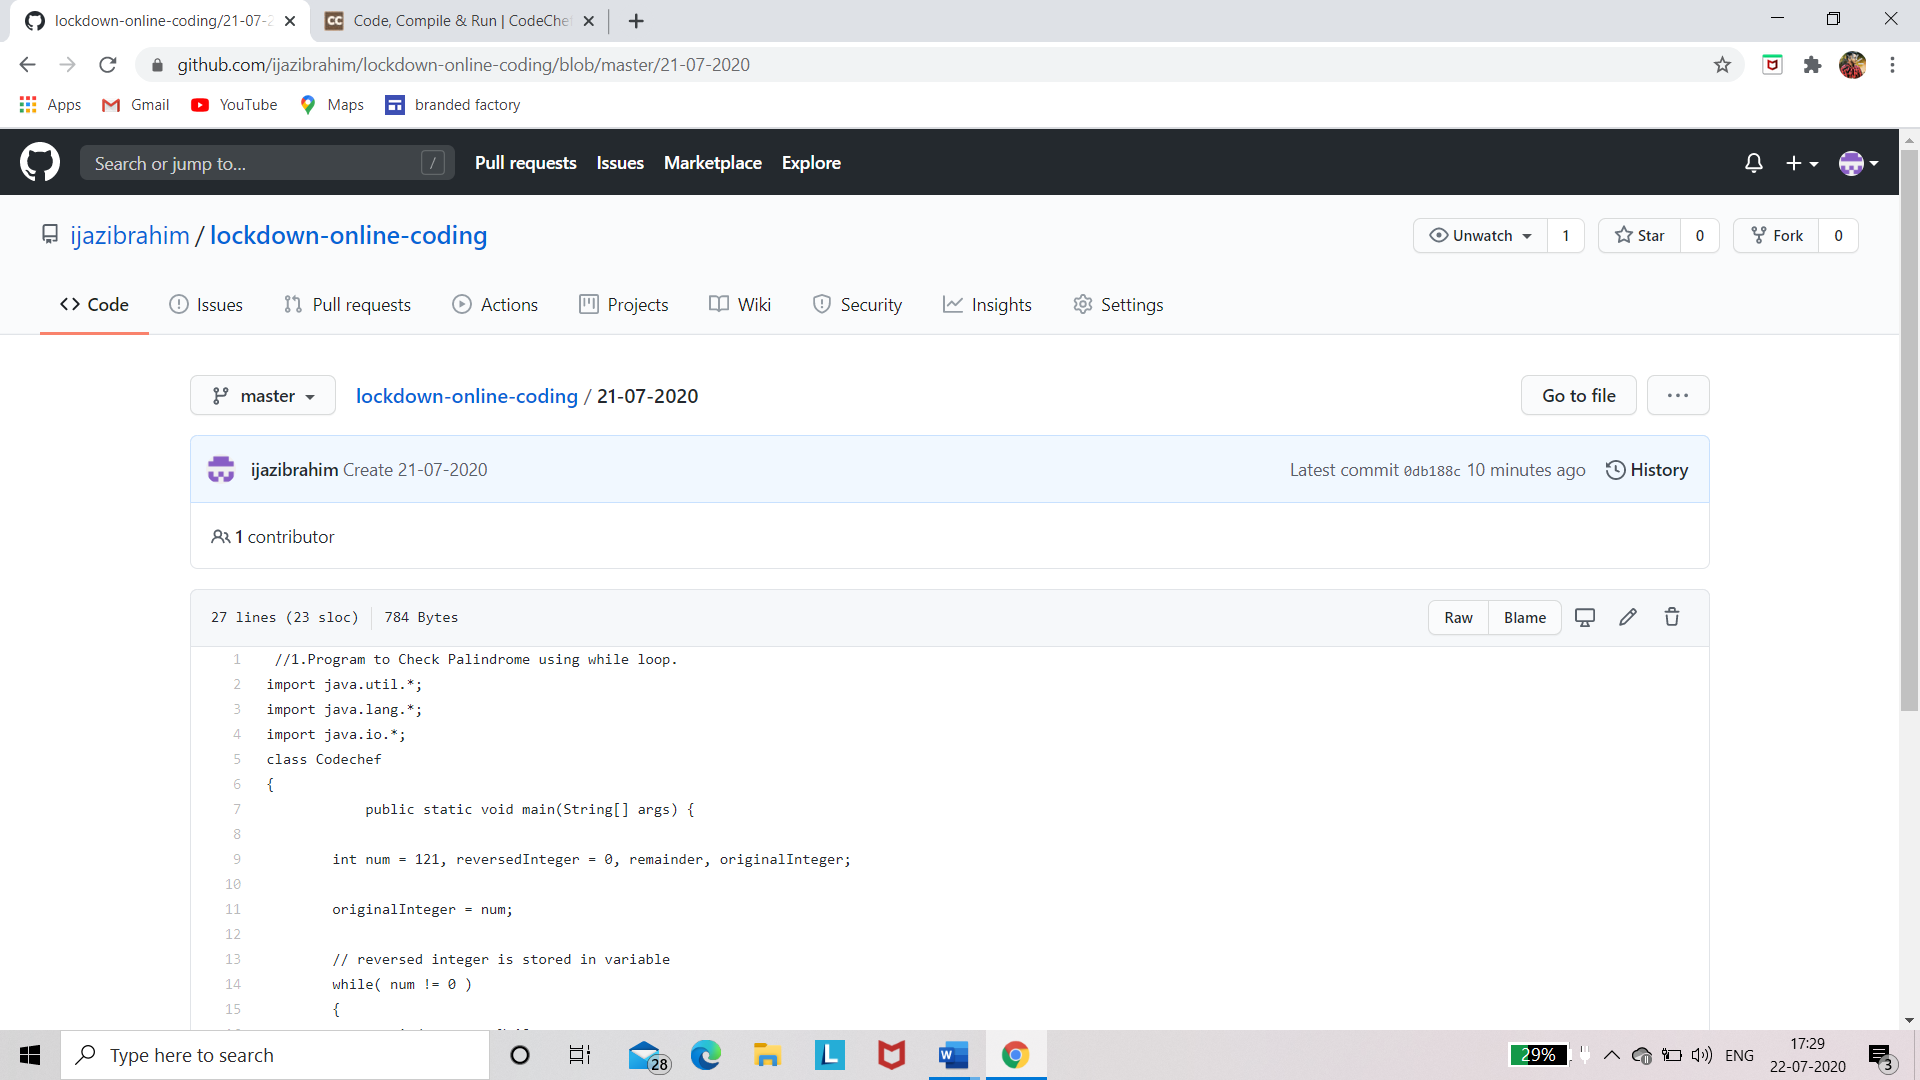 lockdown-online-coding/21-07-2
Code, Compile & Run | CodeChe
github.com/ijazibrahim/lockdown-online-coding/blob/master/21-07-2020
Apps Gmail YouTube Maps branded factory
Search or jump to... / Pull requests Issues Marketplace Explore
ijazibrahim / lockdown-online-coding
Unwatch 1 Star 0 Fork 0
Code Issues Pull requests Actions Projects Wiki Security Insights Settings
master lockdown-online-coding / 21-07-2020 Go to file ...
ijazibrahim Create 21-07-2020 Latest commit 0db188c 10 minutes ago History
1 contributor
27 lines (23 sloc) 784 Bytes Raw Blame
1 //1.Program to Check Palindrome using while loop.
2 import java.util.*;
3 import java.lang.*;
4 import java.io.*;
5 class Codechef
6 {
7 public static void main(String[] args) {
8
9 int num = 121, reversedInteger = 0, remainder, originalInteger;
10
11 originalInteger = num;
12
13 // reversed integer is stored in variable
14 while( num != 0 )
15 {
Type here to search 28 29% ENG 17:29
22-07-2020 3